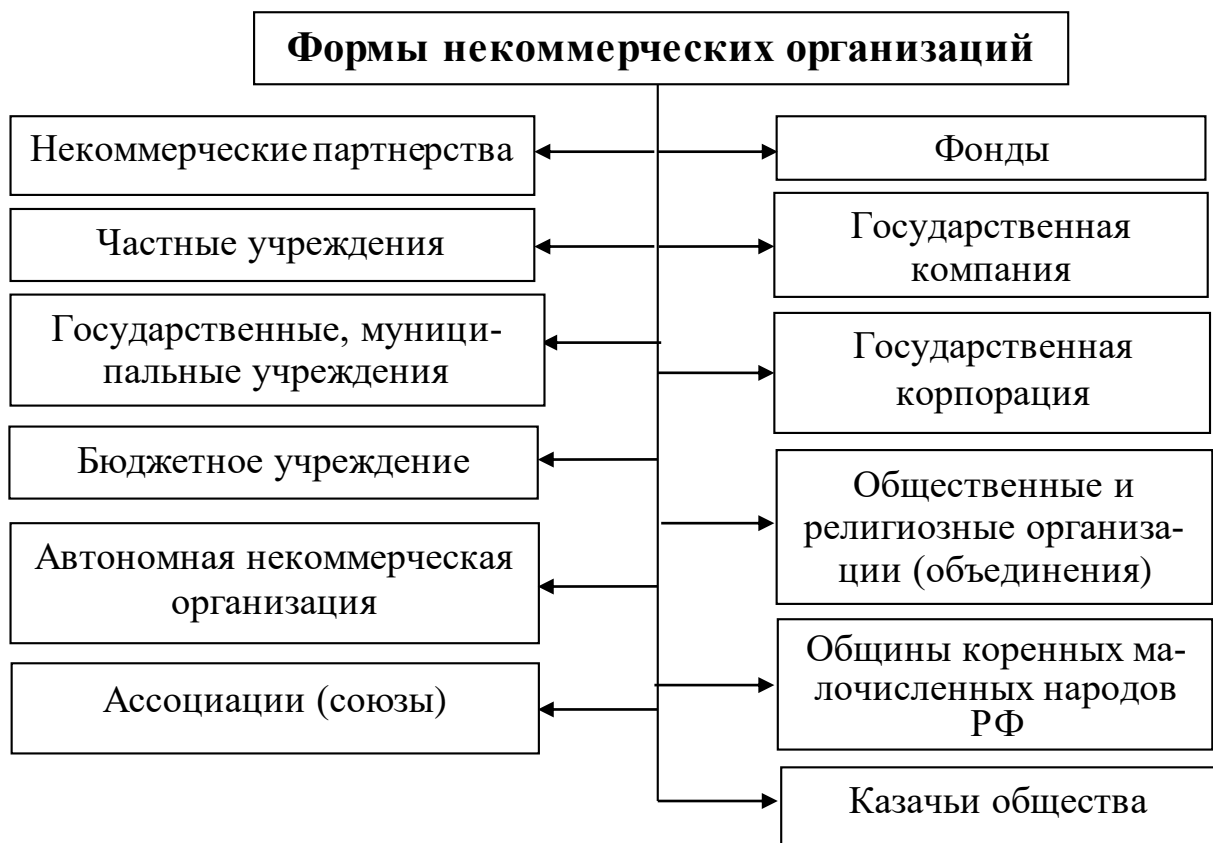 Формы некоммерческих организаций
Некоммерческие партнерства
Фонды
Частные учреждения
Государственная
компания
Государственные, муници-
пальные учреждения
Государственная
корпорация
Бюджетное учреждение
Общественные и
религиозные организа-
ции (объединения)
Автономная некоммерческая
организация
Общины коренных ма-
лочисленных народов
РФ
Ассоциации (союзы)
Казачьи общества